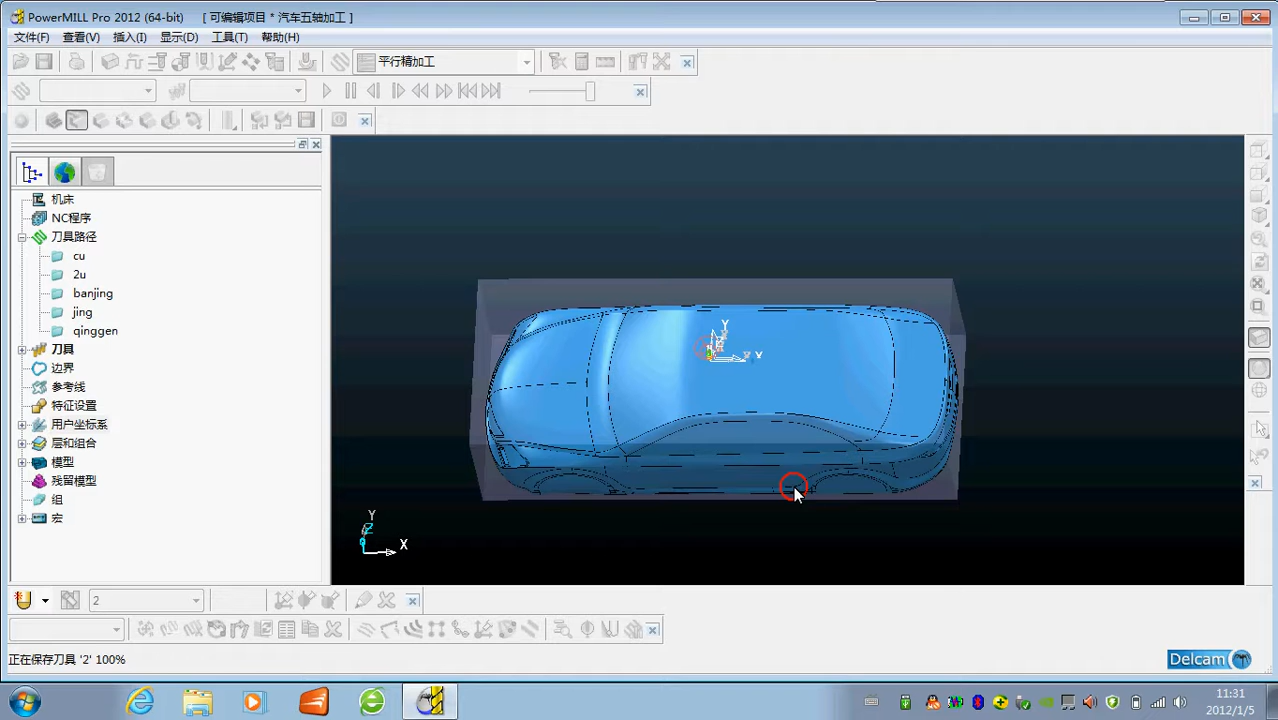 PowerMILL Pro 2012 (64-bit) [ 可编辑项目 * 汽车五轴加工 ]
文件(F) 查看(V) 插入(I) 显示(D) 工具(T) 帮助(H)
平行精加工
机床
NC程序
刀具路径
cu
2u
banjing
jing
qinggen
刀具
边界
参考线
特征设置
用户坐标系
层和组合
模型
残留模型
组
宏
Y
Y
Z
X
2
正在保存刀具 '2' 100%
Delcam
11:31
2012/1/5